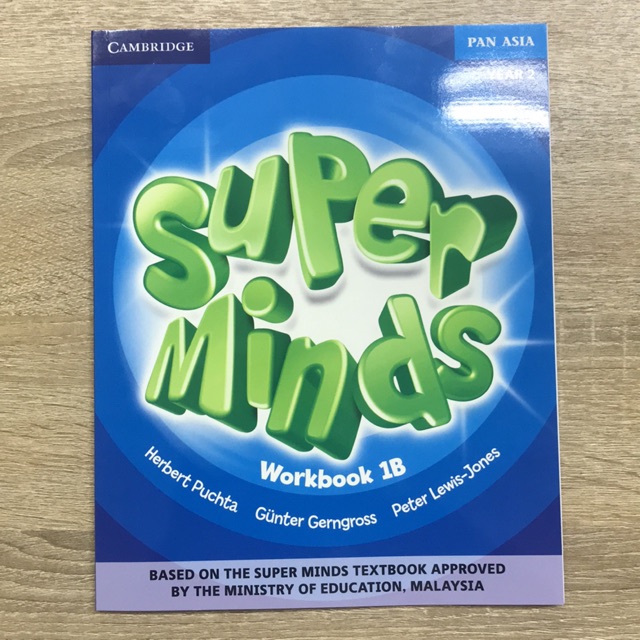 CAMBRIDGE
PAN ASIA
YEAR 2
Super
Minds
Workbook 1B
Herbert Puchta
Günter Gerngross
Peter Lewis-Jones
BASED ON THE SUPER MINDS TEXTBOOK APPROVED
BY THE MINISTRY OF EDUCATION, MALAYSIA